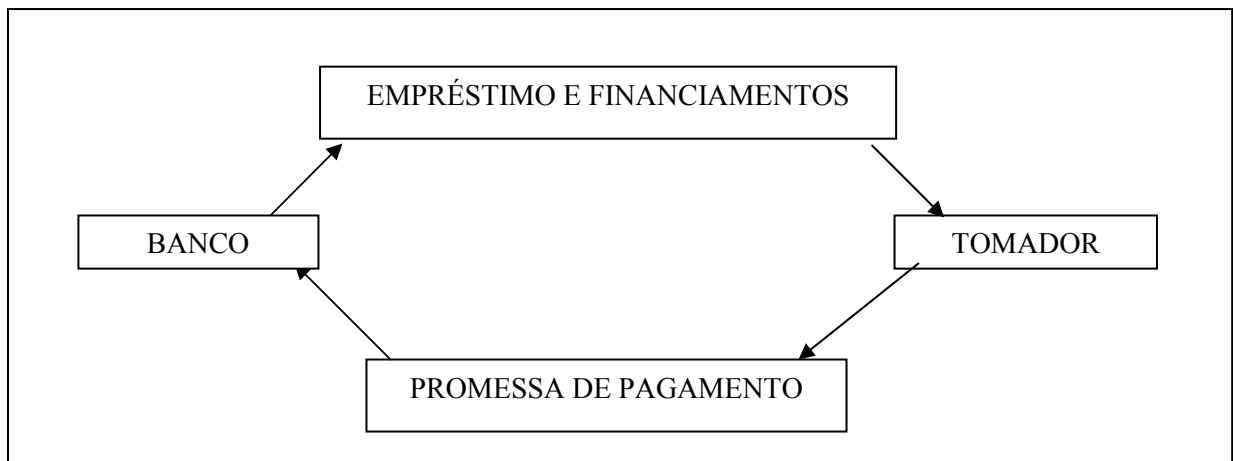 EMPRÉSTIMO E FINANCIAMENTOS
BANCO
TOMADOR
PROMESSA DE PAGAMENTO